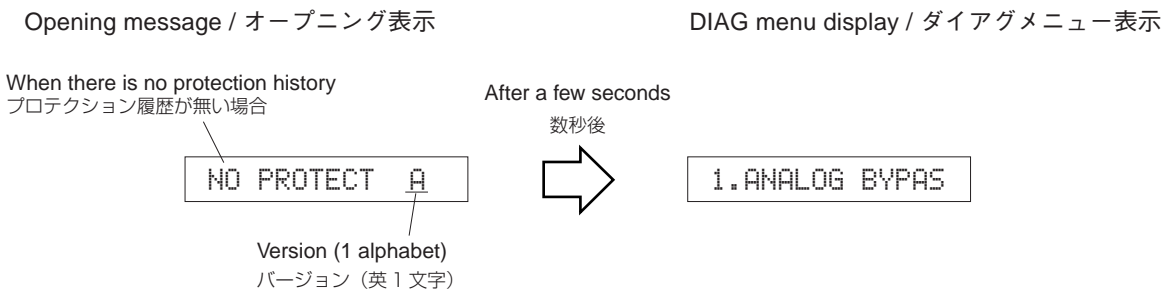 Opening message / オープニング表示
DIAG menu display / ダイアグメニュー表示
When there is no protection history
プロテクション履歴が無い場合
After a few seconds
数秒後
NO PROTECT A
1.ANALOG BYPAS
Version (1 alphabet)
バージョン（英 1 文字）